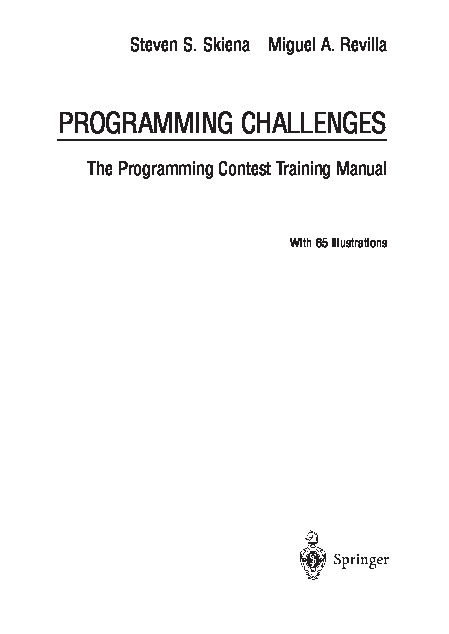 Steven S. Skiena Miguel A. Revilla
PROGRAMMING CHALLENGES
The Programming Contest Training Manual
With 65 Illustrations
Springer